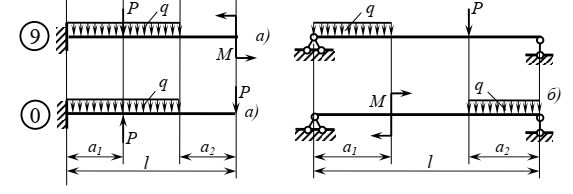 P q q P
9 а)
M
q P M q б)
0 а)
P
a₁ a₂ a₁ a₂
l l